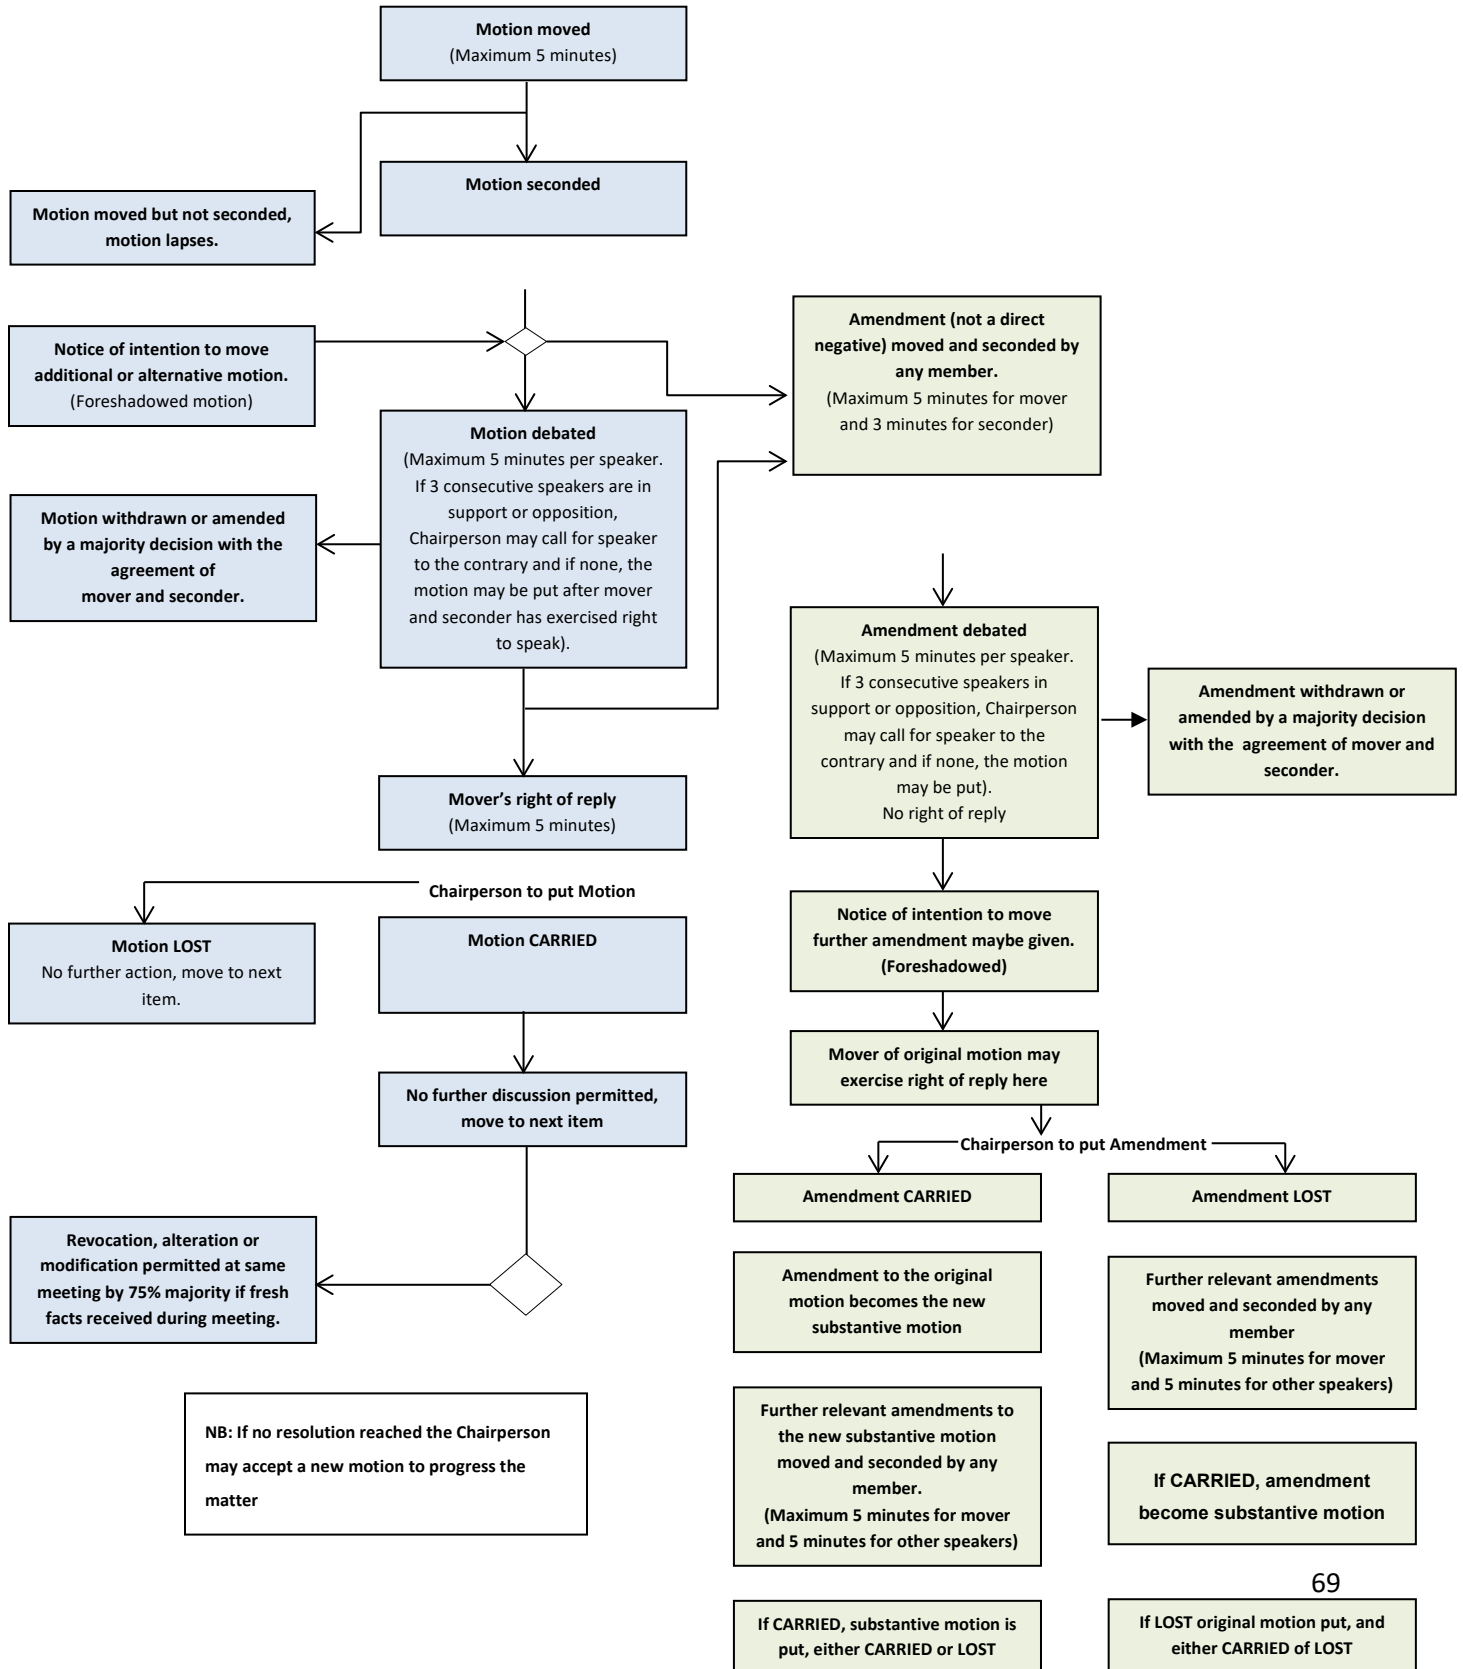 Motion moved
(Maximum 5 minutes)
Motion seconded
Motion moved but not seconded,
motion lapses.
Notice of intention to move
additional or alternative motion.
(Foreshadowed motion)
Motion debated
(Maximum 5 minutes per speaker.
If 3 consecutive speakers are in
support or opposition,
Chairperson may call for speaker
to the contrary and if none, the
motion may be put after mover
and seconder has exercised right
to speak).
Motion withdrawn or amended
by a majority decision with the
agreement of
mover and seconder.
Mover’s right of reply
(Maximum 5 minutes)
Chairperson to put Motion
Motion LOST
No further action, move to next
item.
Motion CARRIED
No further discussion permitted,
move to next item
Revocation, alteration or
modification permitted at same
meeting by 75% majority if fresh
facts received during meeting.
NB: If no resolution reached the Chairperson
may accept a new motion to progress the
matter
Amendment (not a direct
negative) moved and seconded by
any member.
(Maximum 5 minutes for mover
and 3 minutes for seconder)
Amendment debated
(Maximum 5 minutes per speaker.
If 3 consecutive speakers in
support or opposition, Chairperson
may call for speaker to the
contrary and if none, the motion
may be put).
No right of reply
Amendment withdrawn or
amended by a majority decision
with the agreement of mover and
seconder.
Notice of intention to move
further amendment maybe given.
(Foreshadowed)
Mover of original motion may
exercise right of reply here
Chairperson to put Amendment
Amendment CARRIED
Amendment to the original
motion becomes the new
substantive motion
Further relevant amendments to
the new substantive motion
moved and seconded by any
member.
(Maximum 5 minutes for mover
and 5 minutes for other speakers)
If CARRIED, substantive motion is
put, either CARRIED or LOST
Amendment LOST
Further relevant amendments
moved and seconded by any
member
(Maximum 5 minutes for mover
and 5 minutes for other speakers)
If CARRIED, amendment
become substantive motion
69
If LOST original motion put, and
either CARRIED of LOST